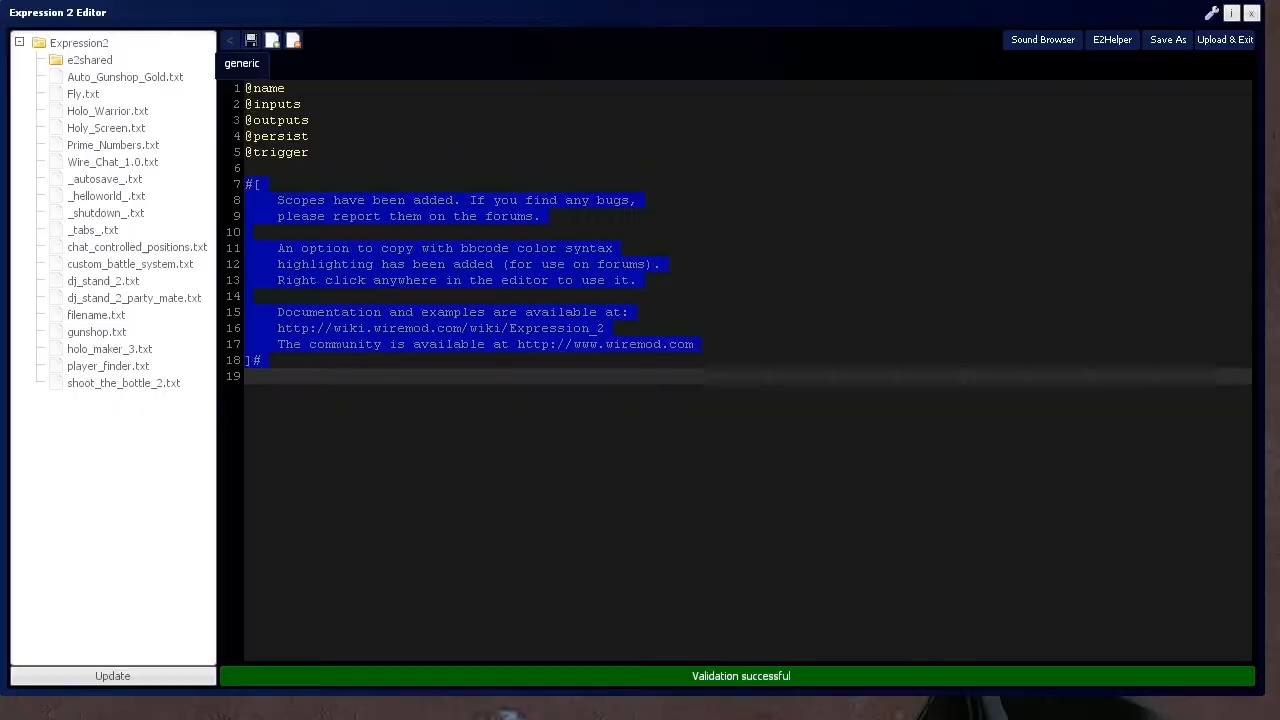 Expression 2 Editor
i
x
Expression2
e2shared
Auto_Gunshop_Gold.txt
Fly.txt
Holo_Warrior.txt
Holy_Screen.txt
Prime_Numbers.txt
Wire_Chat_1.0.txt
_autosave_.txt
_helloworld_.txt
_shutdown_.txt
_tabs_.txt
chat_controlled_positions.txt
custom_battle_system.txt
dj_stand_2.txt
dj_stand_2_party_mate.txt
filename.txt
gunshop.txt
holo_maker_3.txt
player_finder.txt
shoot_the_bottle_2.txt
Update
<
Sound Browser
E2Helper
Save As
Upload & Exit
generic
1 @name
2 @inputs
3 @outputs
4 @persist
5 @trigger
6
7 #[
8 Scopes have been added. If you find any bugs,
9 please report them on the forums.
10
11 An option to copy with bbcode color syntax
12 highlighting has been added (for use on forums).
13 Right click anywhere in the editor to use it.
14
15 Documentation and examples are available at:
16 http://wiki.wiremod.com/wiki/Expression_2
17 The community is available at http://www.wiremod.com
18 ]#
19
Validation successful